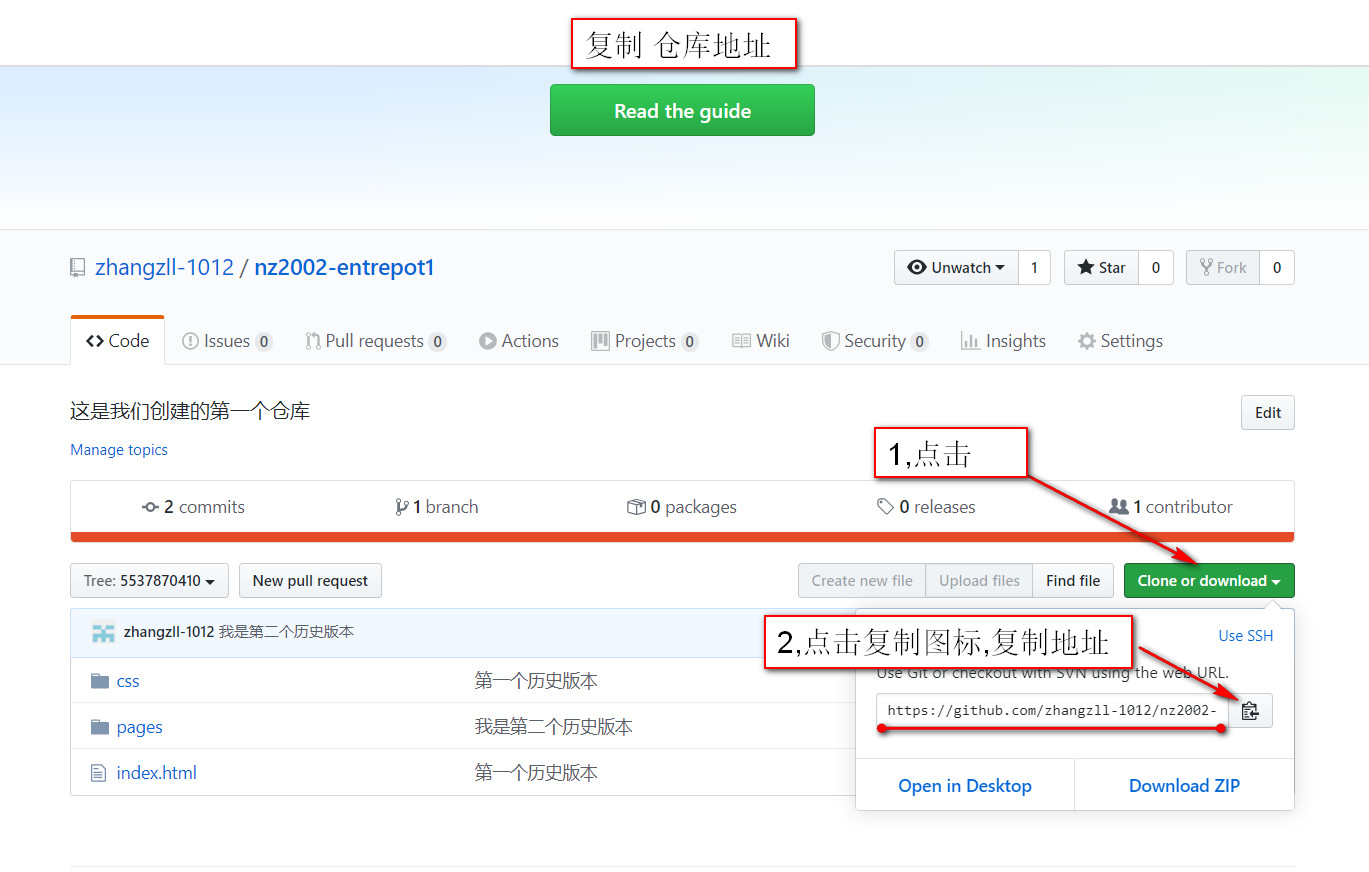 复制 仓库地址
Read the guide
zhangzll-1012 / nz2002-entrepot1
Unwatch 1 Star 0 Fork 0
Code Issues 0 Pull requests 0 Actions Projects 0 Wiki Security 0 Insights Settings
这是我们创建的第一个仓库
Edit
Manage topics
1,点击
2 commits 1 branch 0 packages 0 releases 1 contributor
Tree: 5537870410 New pull request Create new file Upload files Find file Clone or download
zhangzll-1012 我是第二个历史版本
2,点击复制图标,复制地址
Use SSH
Use Git or checkout with SVN using the web URL.
css 第一个历史版本
https://github.com/zhangzll-1012/nz2002-
pages 我是第二个历史版本
index.html 第一个历史版本
Open in Desktop Download ZIP